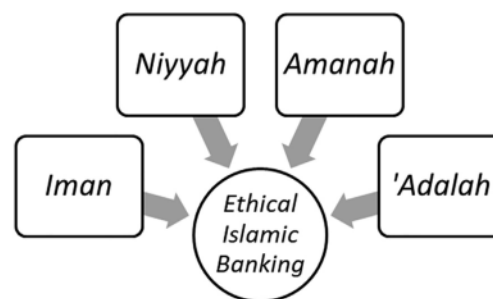 Niyyah
Amanah
Iman
'Adalah
Ethical
Islamic
Banking